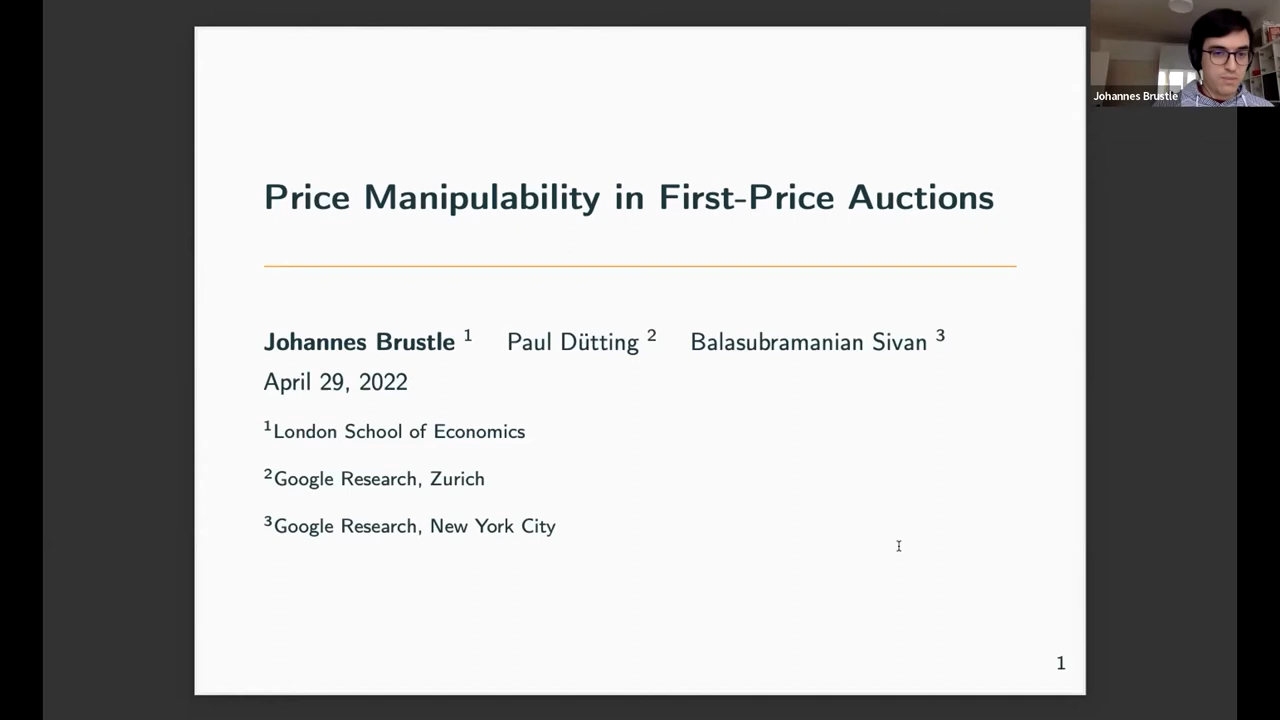 Johannes Brustle
Price Manipulability in First-Price Auctions
Johannes Brustle ¹ Paul Dütting ² Balasubramanian Sivan ³
April 29, 2022
¹London School of Economics
²Google Research, Zurich
³Google Research, New York City
1